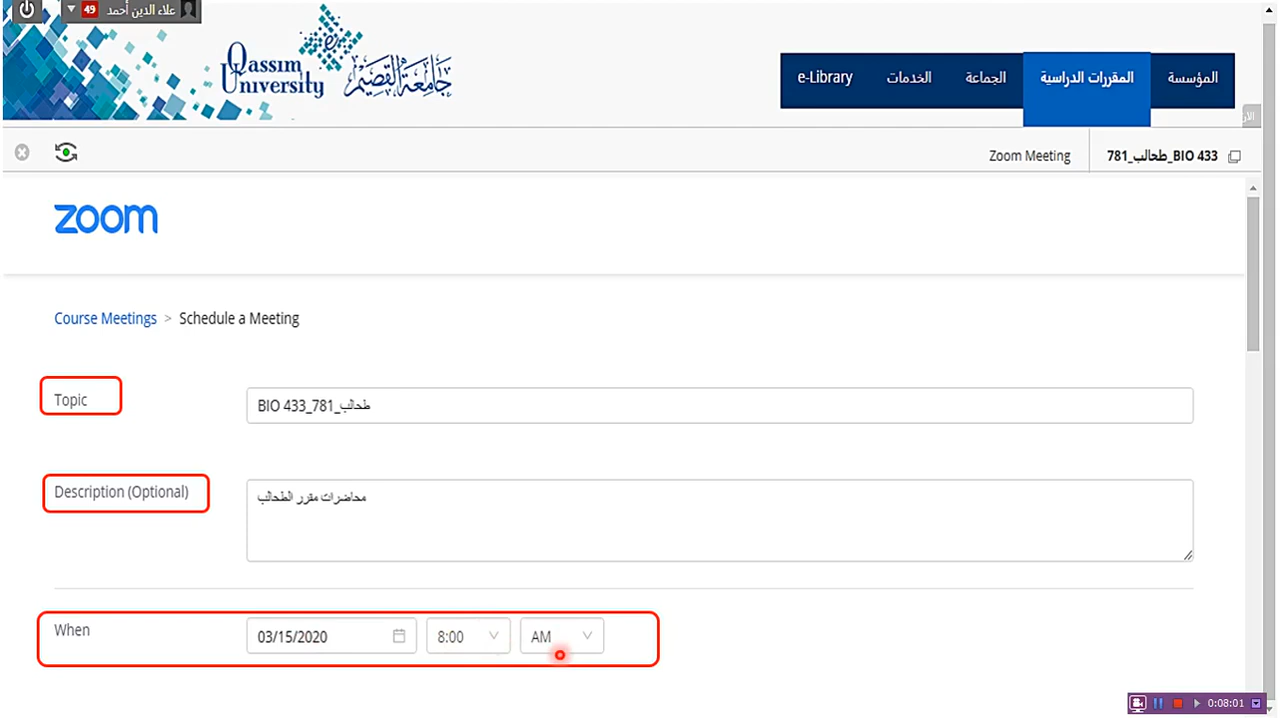 49 علاء الدين أحمد
Qassim University جامعة القصيم
المؤسسة المقررات الدراسية الجماعة الخدمات e-Library
BIO 433_طحالب_781 Zoom Meeting
zoom
Course Meetings > Schedule a Meeting
Topic
BIO 433_781_طحالب
Description (Optional)
محاضرات مقرر الطحالب
When
03/15/2020 8:00 AM
0:08:01